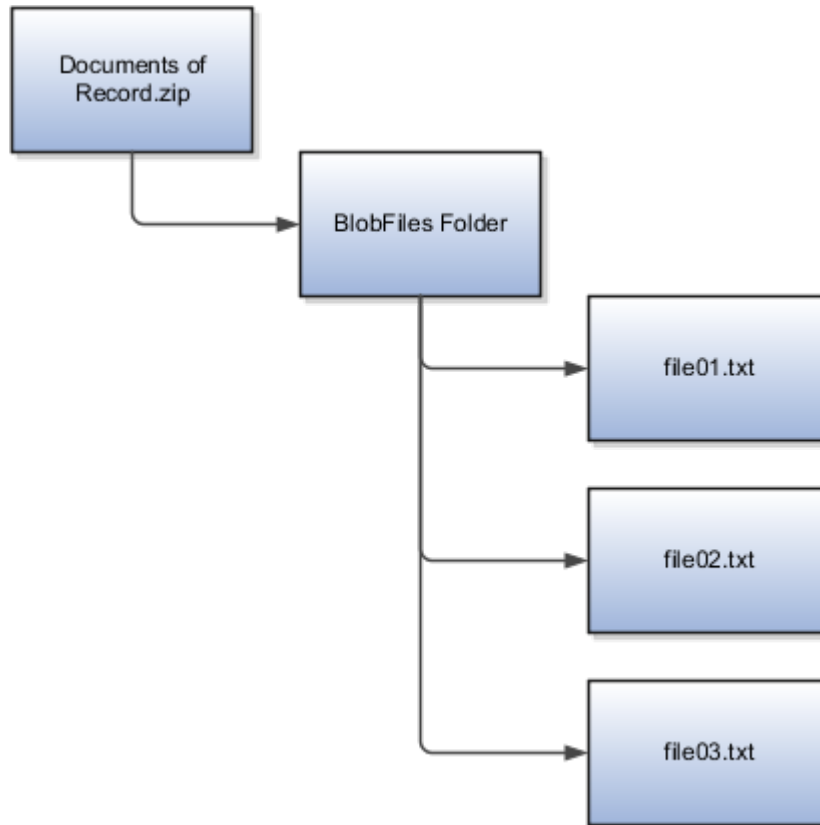 Documents of
Record.zip
BlobFiles Folder
file01.txt
file02.txt
file03.txt